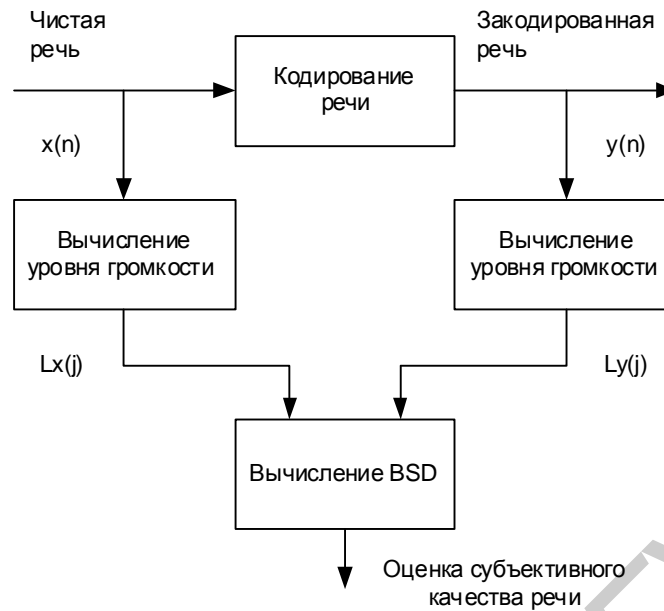 Чистая
речь
Закодированная
речь
Кодирование
речи
x(n)
y(n)
Вычисление
уровня громкости
Вычисление
уровня громкости
Lx(j)
Ly(j)
Вычисление BSD
Оценка субъективного
качества речи